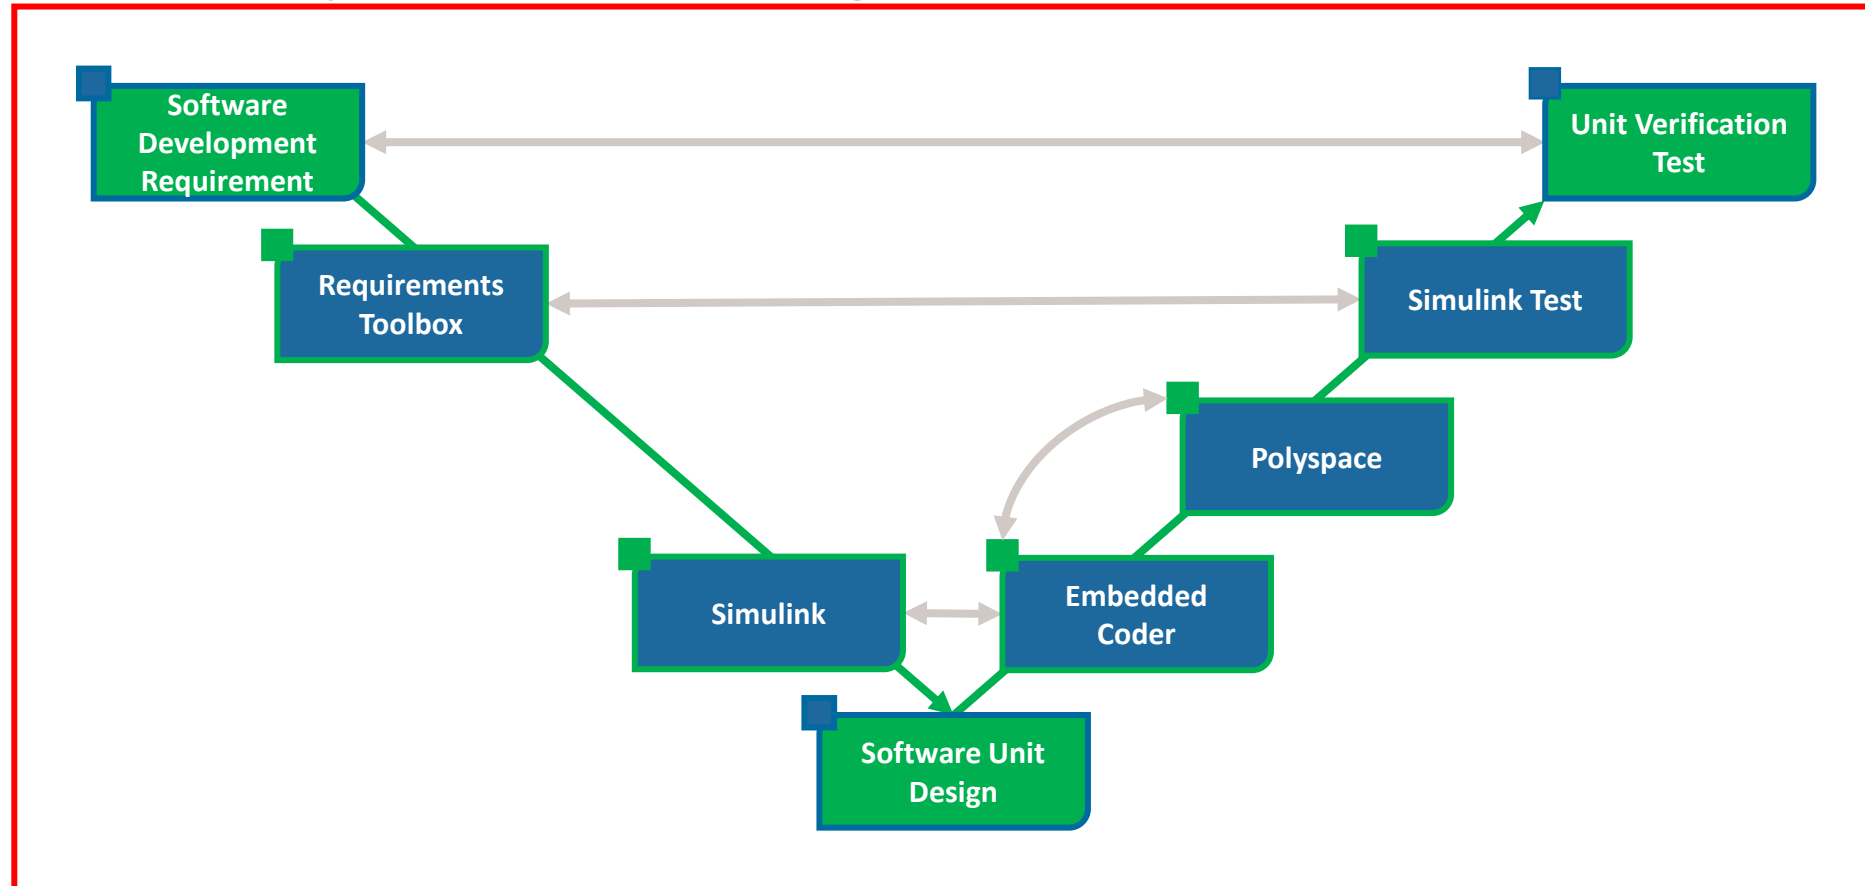 Software
Development
Requirement
Unit Verification
Test
Requirements
Toolbox
Simulink Test
Polyspace
Simulink
Embedded
Coder
Software Unit
Design